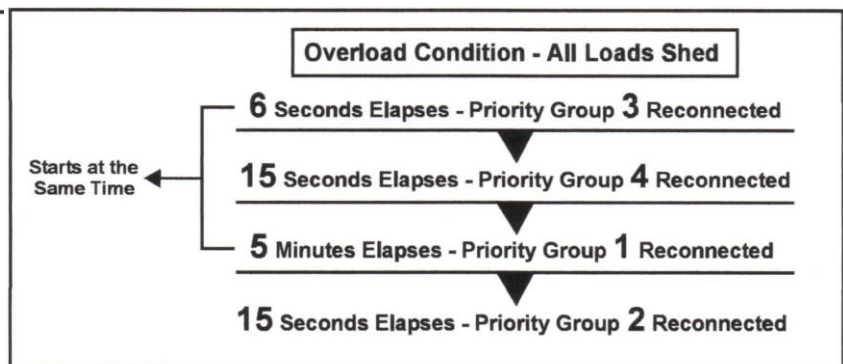 Overload Condition - All Loads Shed
6 Seconds Elapses - Priority Group 3 Reconnected
Starts at the
Same Time
15 Seconds Elapses - Priority Group 4 Reconnected
5 Minutes Elapses - Priority Group 1 Reconnected
15 Seconds Elapses - Priority Group 2 Reconnected